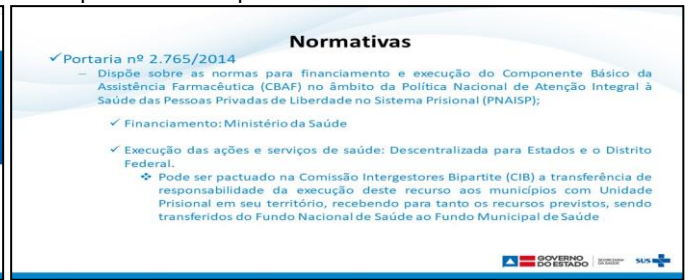 Normativas
✓ Portaria nº 2.765/2014
– Dispõe sobre as normas para financiamento e execução do Componente Básico da
Assistência Farmacêutica (CBAF) no âmbito da Política Nacional de Atenção Integral à
Saúde das Pessoas Privadas de Liberdade no Sistema Prisional (PNAISP);
✓ Financiamento: Ministério da Saúde
✓ Execução das ações e serviços de saúde: Descentralizada para Estados e o Distrito
Federal.
❖ Pode ser pactuado na Comissão Intergestores Bipartite (CIB) a transferência de
responsabilidade da execução deste recurso aos municípios com Unidade
Prisional em seu território, recebendo para tanto os recursos previstos, sendo
transferidos do Fundo Nacional de Saúde ao Fundo Municipal de Saúde
GOVERNO
DO ESTADO
SUS